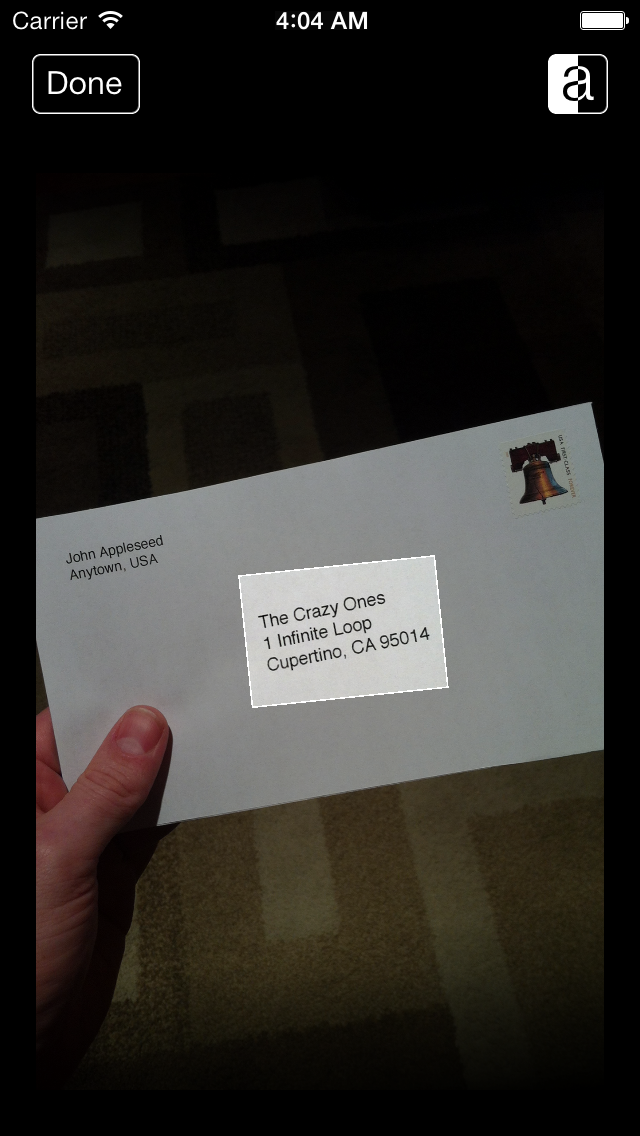 Carrier 4:04 AM
Done
a
John Appleseed
Anytown, USA
The Crazy Ones
1 Infinite Loop
Cupertino, CA 95014
USA FIRST-CLASS FOREVER